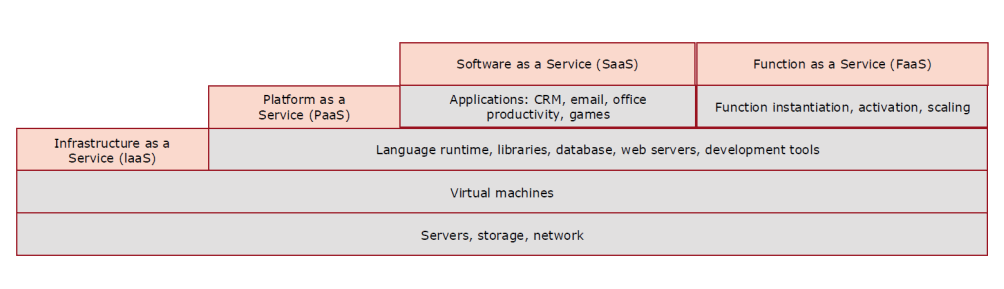 Software as a Service (SaaS)
Function as a Service (FaaS)
Platform as a
Service (PaaS)
Applications: CRM, email, office
productivity, games
Function instantiation, activation, scaling
Infrastructure as a
Service (IaaS)
Language runtime, libraries, database, web servers, development tools
Virtual machines
Servers, storage, network